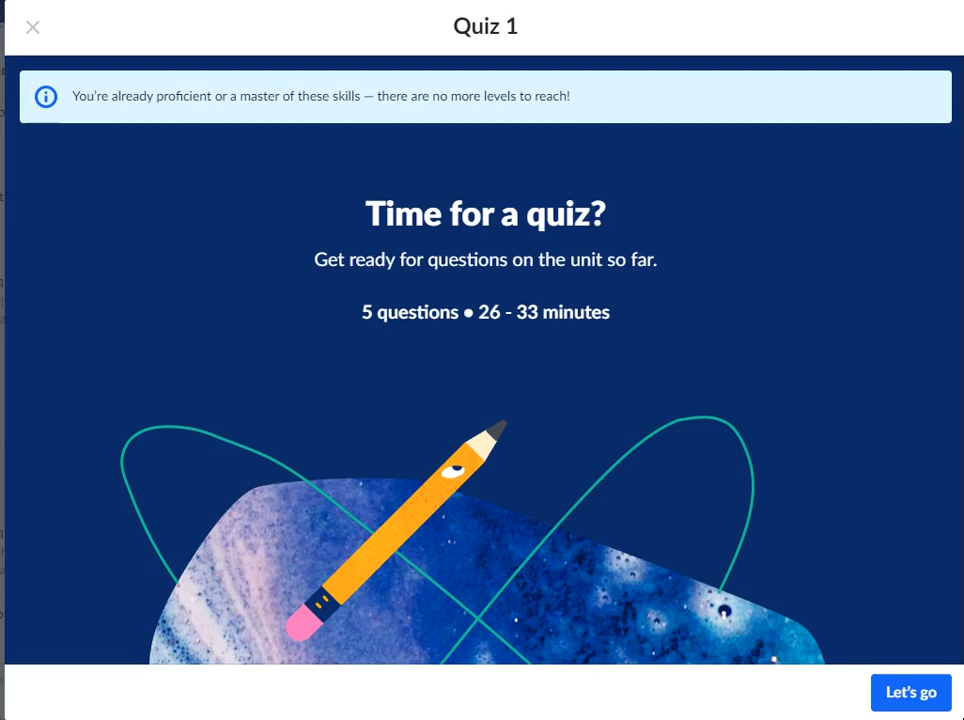 Quiz 1
You're already proficient or a master of these skills — there are no more levels to reach!
Time for a quiz?
Get ready for questions on the unit so far.
5 questions • 26 - 33 minutes
Let's go